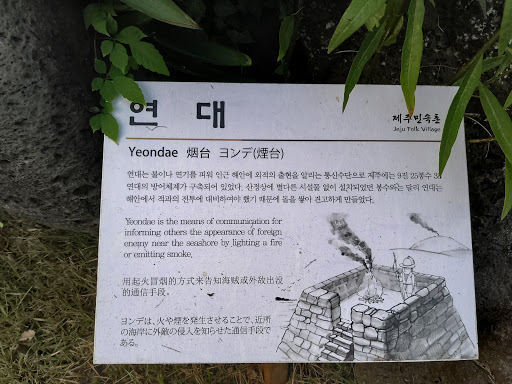 연 대
제주민속촌
Jeju Folk Village
Yeondae 烟台 ヨンデ(煙台)
연대는 불이나 연기를 피워 인근 해안에 외적의 출현을 알리는 통신수단으로 제주에는 9진 25봉수 38
연대의 방어체제가 구축되어 있었다. 산정상에 별다른 시설물 없이 설치되었던 봉수와는 달리 연대는
해안에서 적과의 전투에 대비하여야 했기 때문에 돌을 쌓아 견고하게 만들었다.
Yeondae is the means of communication for
informing others the appearance of foreign
enemy near the seashore by lighting a fire
or emitting smoke.
用起火冒烟的方式来告知海贼或外敌出没
的通信手段。
ヨンデは、火や煙を発生させることで、近所
の海岸に外敵の侵入を知らせた通信手段で
ある。